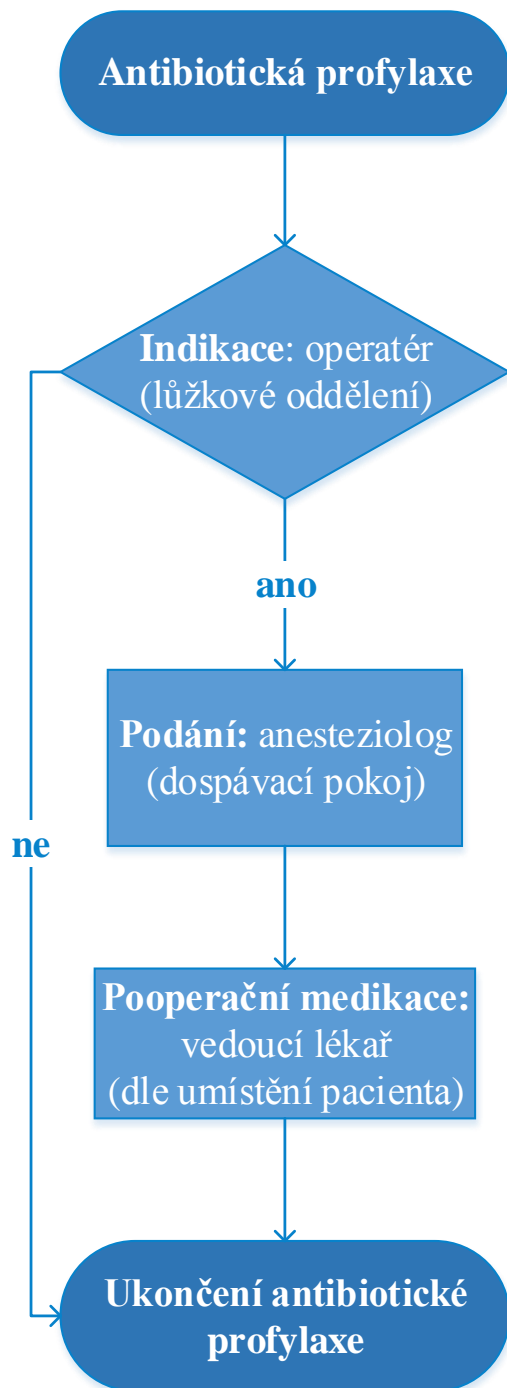 Antibiotická profylaxe
Indikace: operatér
(lůžkové oddělení)
ano
Podání: anesteziolog
(dospávací pokoj)
ne
Pooperační medikace:
vedoucí lékař
(dle umístění pacienta)
Ukončení antibiotické
profylaxe